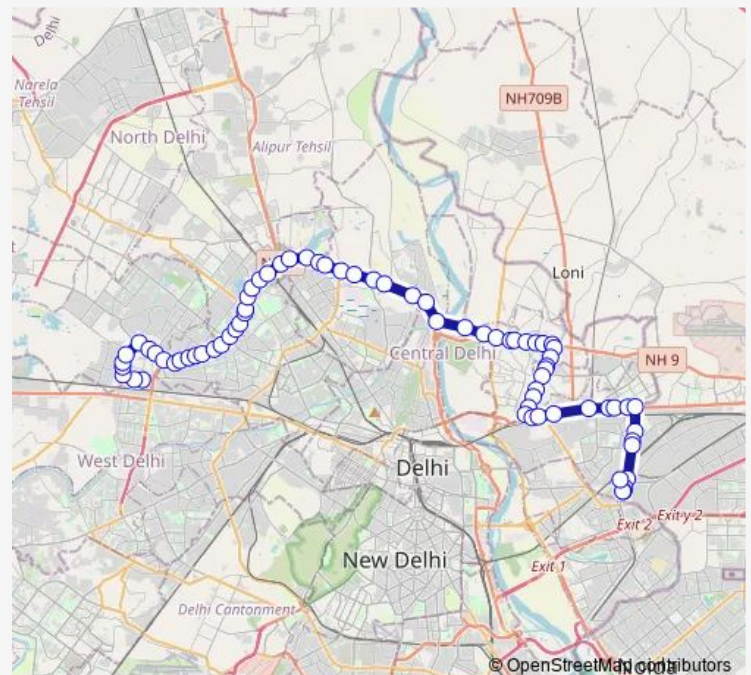 Delhi
Narela
Tehsil
NH709B
North Delhi
Alipur Tehsil
Loni
Central Delhi
NH 9
West Delhi
Delhi
Exit 2
Exit y 2
New Delhi
Exit 1
Delhi Cantonment
© OpenStreetMap contributors